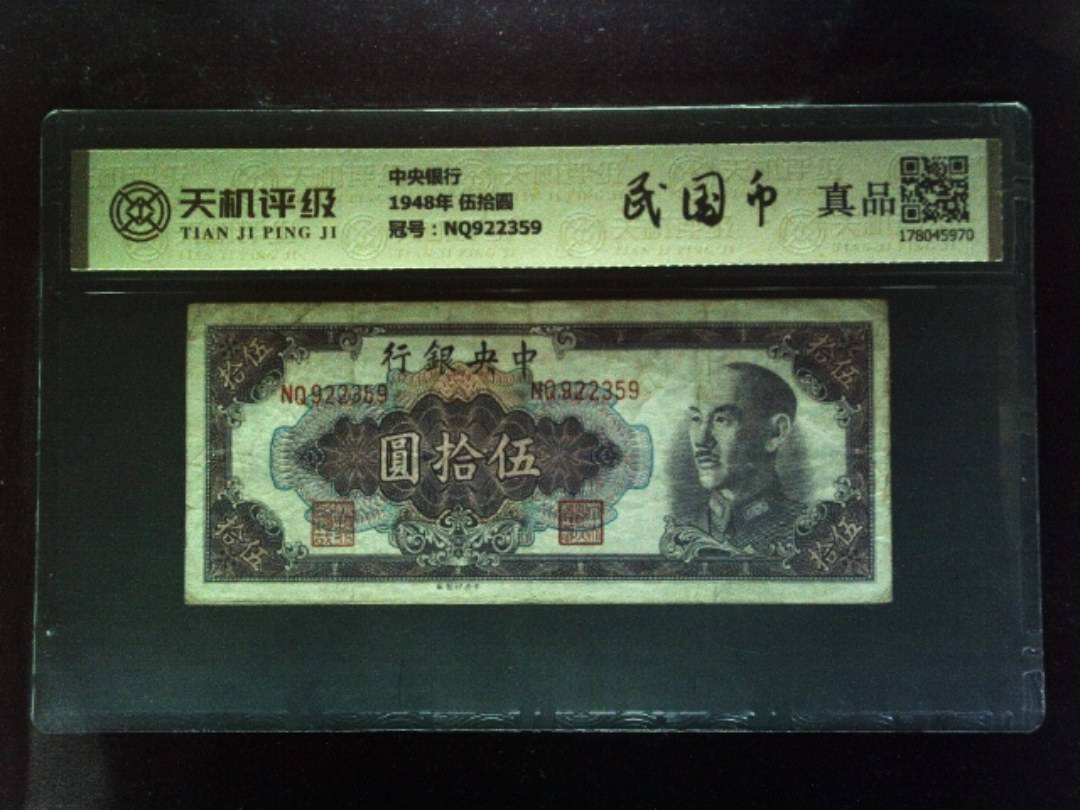 天机评级
TIAN JI PING JI
中央银行
1948年 伍拾圆
冠号：NQ922359
民国币
真品
178045970
行銀央中
伍拾
伍拾
NQ922359
NQ922359
圓拾伍
伍拾
伍拾